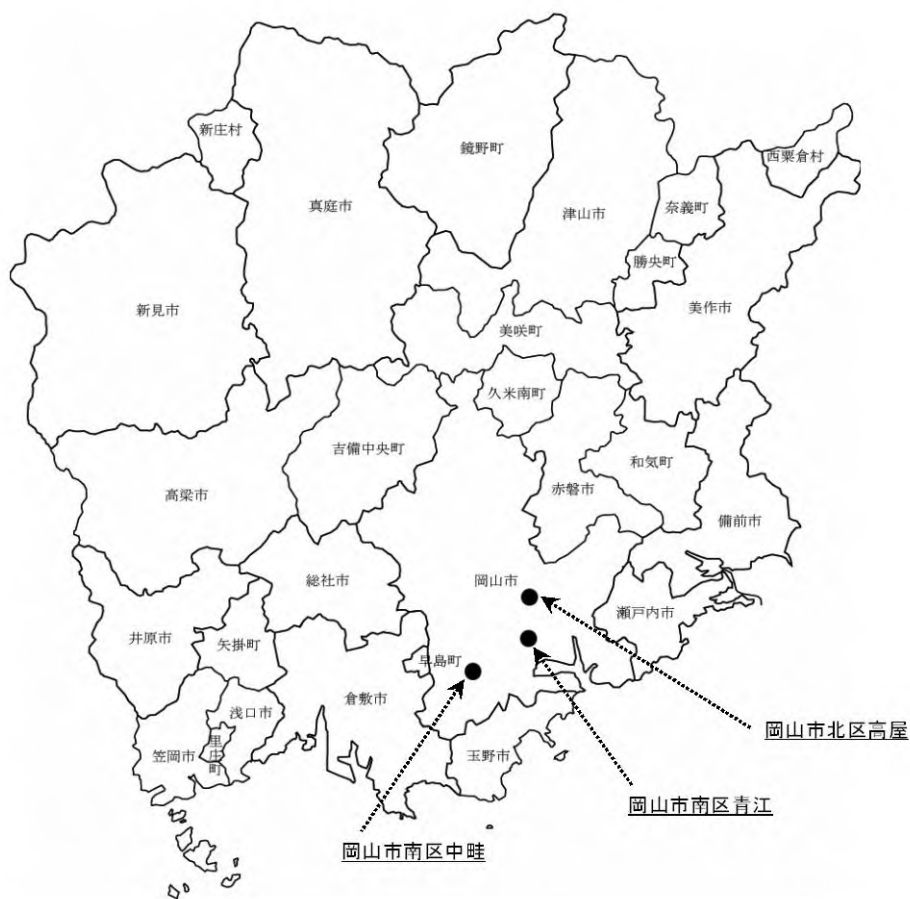 新庄村
鏡野町
西粟倉村
真庭市
津山市
奈義町
勝央町
新見市
美作市
美咲町
久米南町
吉備中央町
和気町
高梁市
赤磐市
備前市
総社市
岡山市
瀬戸内市
井原市
矢掛町
早島町
倉敷市
浅口市
岡山市北区高屋
里庄町
笠岡市
玉野市
岡山市南区青江
岡山市南区中畦